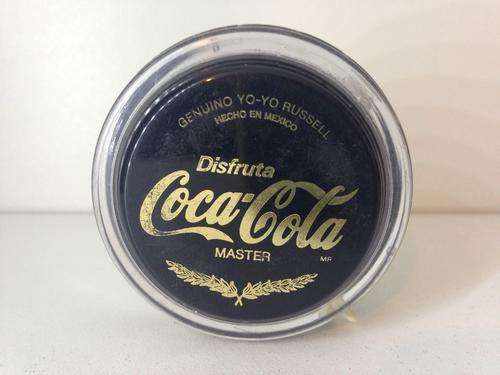 GENUINO YO-YO RUSSELL
HECHO EN MEXICO
Disfruta
Coca-Cola
MASTER
MR